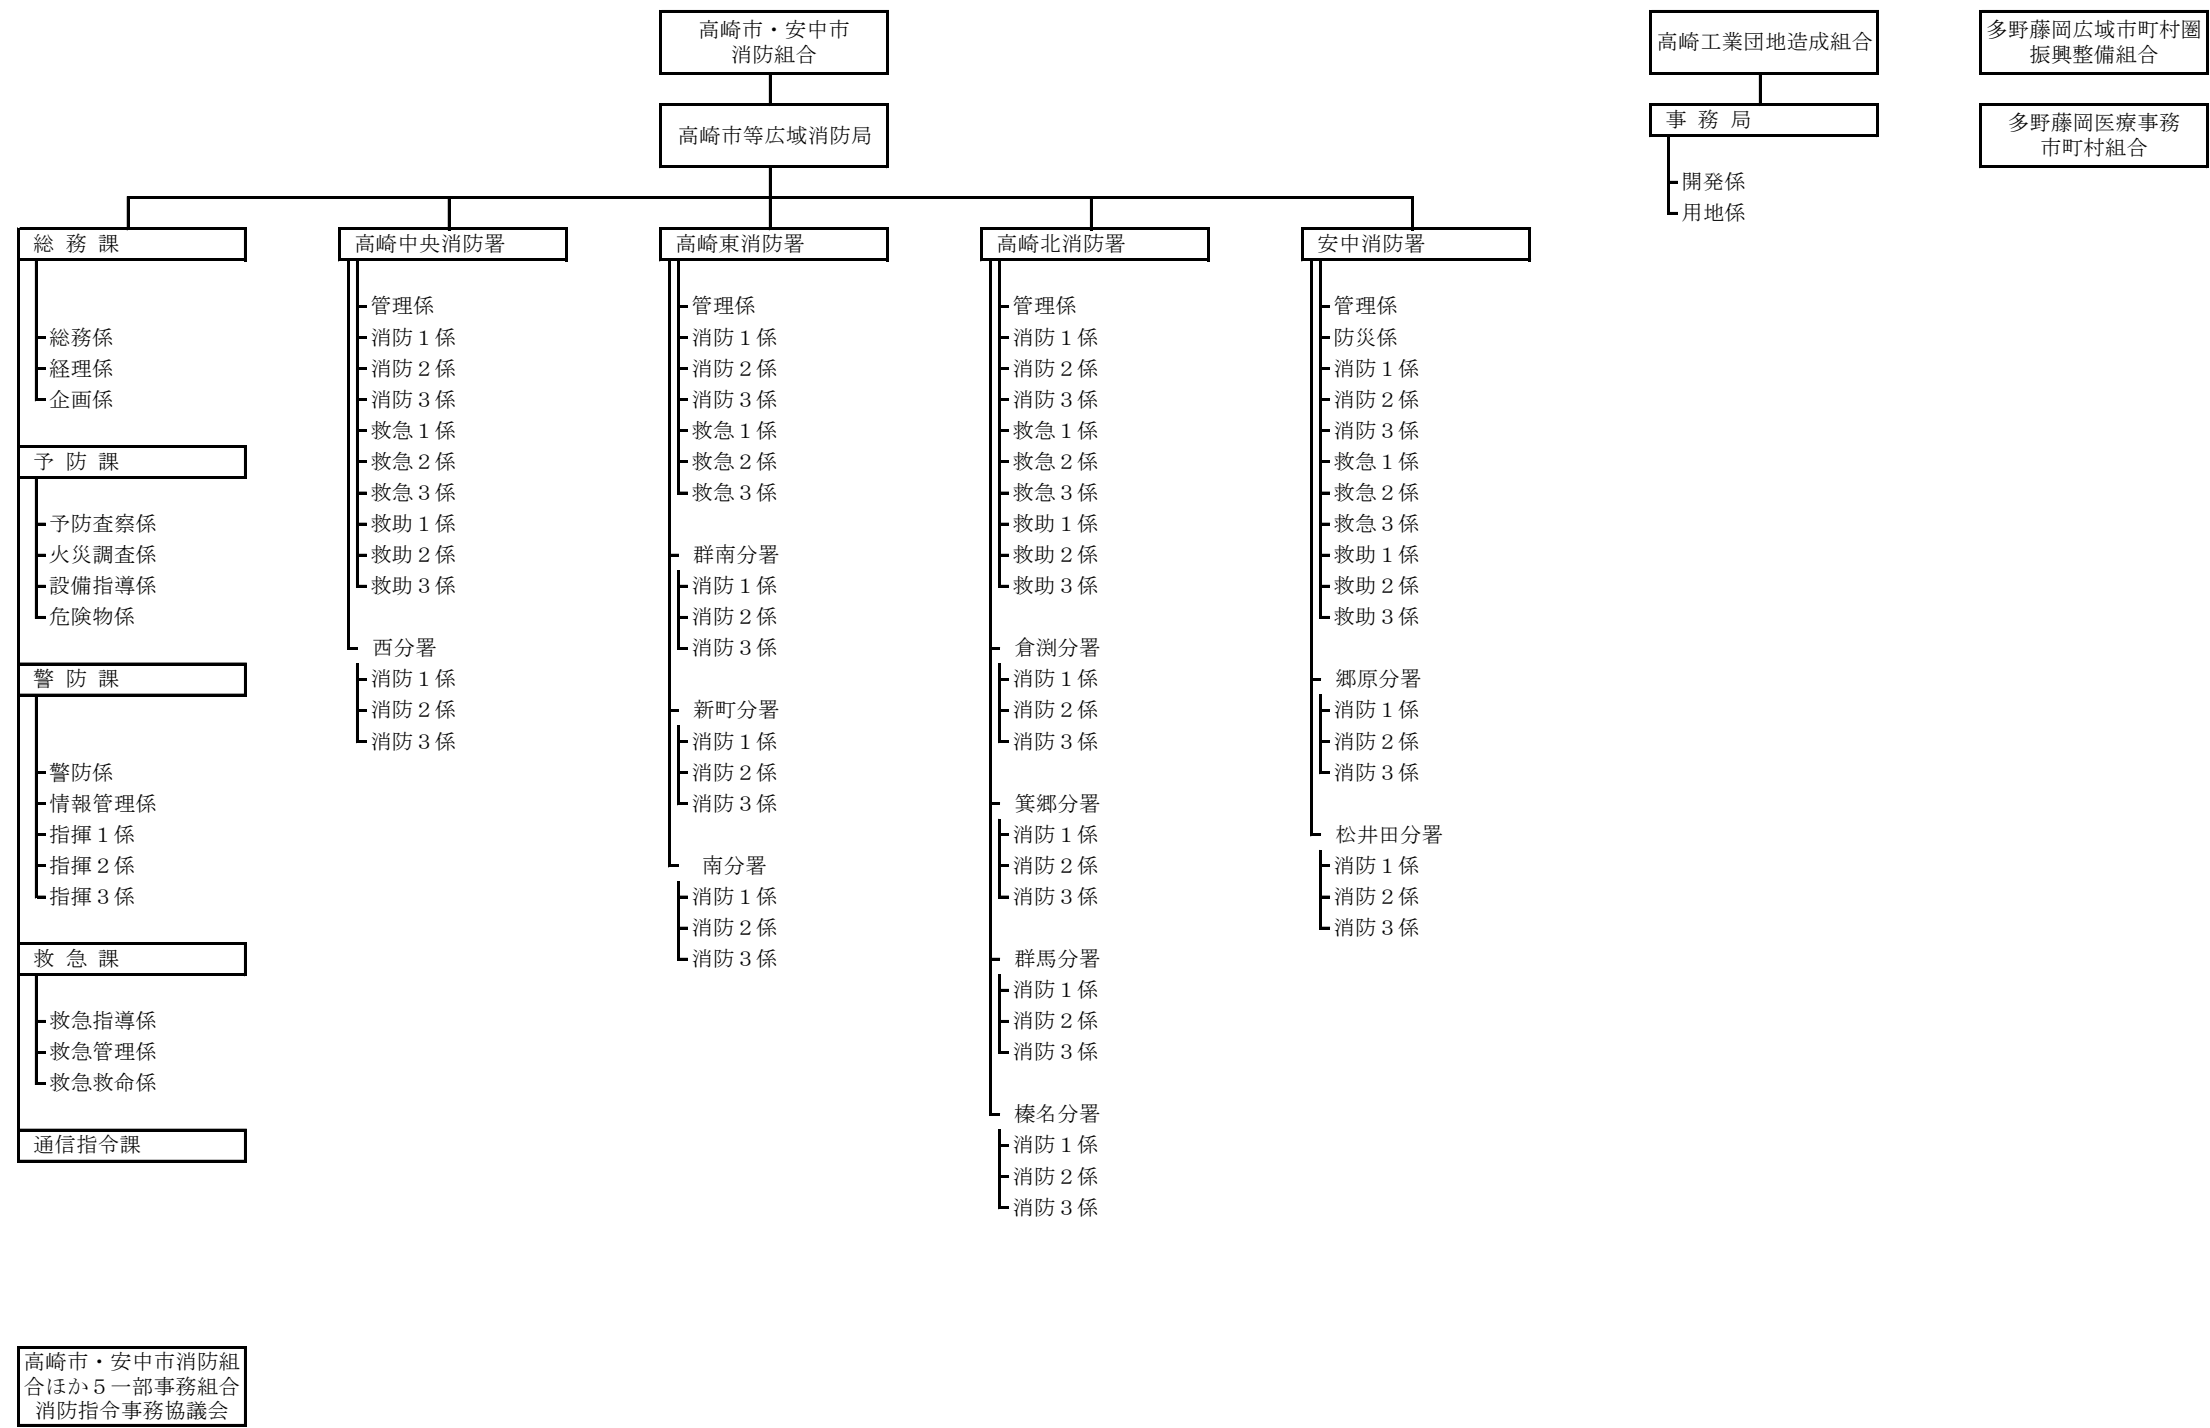 高崎市・安中市
消防組合
高崎市等広域消防局
総 務 課
総務係
経理係
企画係
予 防 課
予防査察係
火災調査係
設備指導係
危険物係
警 防 課
警防係
情報管理係
指揮１係
指揮２係
指揮３係
救 急 課
救急指導係
救急管理係
救急救命係
通信指令課
高崎中央消防署
管理係
消防１係
消防２係
消防３係
救急１係
救急２係
救急３係
救助１係
救助２係
救助３係
西分署
消防１係
消防２係
消防３係
高崎東消防署
管理係
消防１係
消防２係
消防３係
救急１係
救急２係
救急３係
群南分署
消防１係
消防２係
消防３係
新町分署
消防１係
消防２係
消防３係
南分署
消防１係
消防２係
消防３係
高崎北消防署
管理係
消防１係
消防２係
消防３係
救急１係
救急２係
救急３係
救助１係
救助２係
救助３係
倉渕分署
消防１係
消防２係
消防３係
箕郷分署
消防１係
消防２係
消防３係
群馬分署
消防１係
消防２係
消防３係
榛名分署
消防１係
消防２係
消防３係
安中消防署
管理係
防災係
消防１係
消防２係
消防３係
救急１係
救急２係
救急３係
救助１係
救助２係
救助３係
郷原分署
消防１係
消防２係
消防３係
松井田分署
消防１係
消防２係
消防３係
高崎工業団地造成組合
事 務 局
開発係
用地係
多野藤岡広域市町村圏
振興整備組合
多野藤岡医療事務
市町村組合
高崎市・安中市消防組
合ほか５一部事務組合
消防指令事務協議会